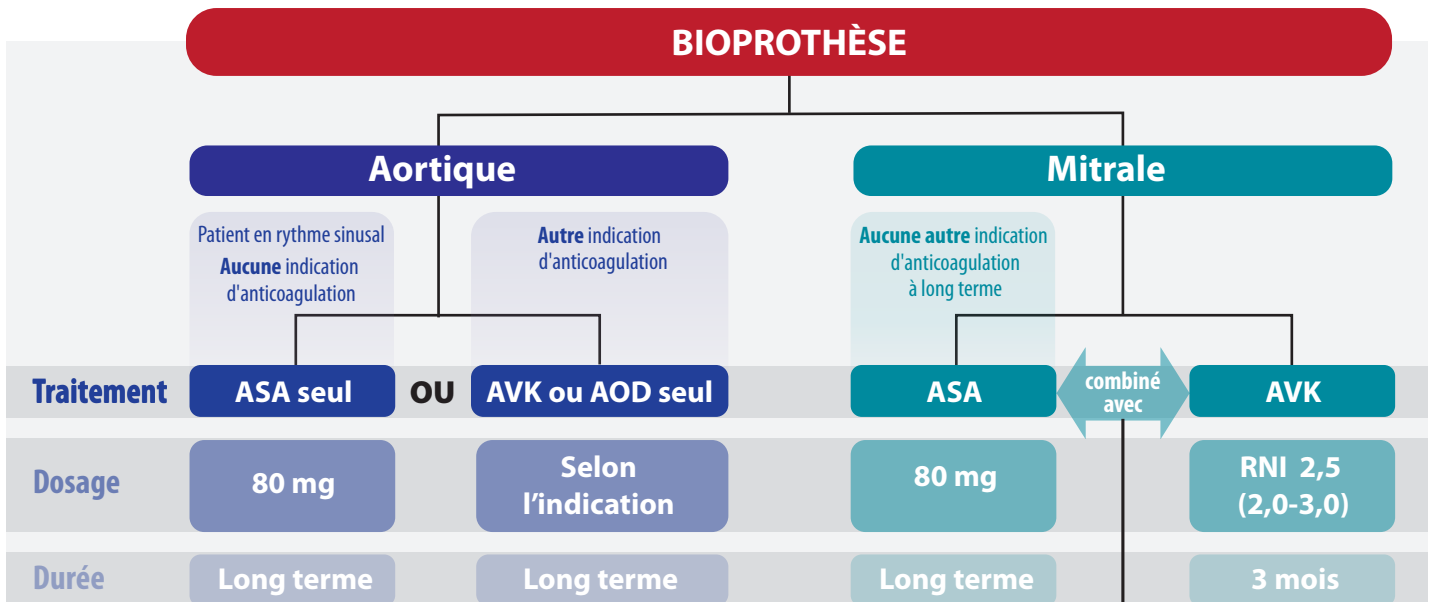 BIOPROTHÈSE
Aortique
Mitrale
Patient en rythme sinusal
Aucune indication
d'anticoagulation
Autre indication
d'anticoagulation
Aucune autre indication
d'anticoagulation
à long terme
Traitement
ASA seul
OU
AVK ou AOD seul
ASA
combiné
avec
AVK
Dosage
80 mg
Selon
l'indication
80 mg
RNI 2,5
(2,0-3,0)
Durée
Long terme
Long terme
Long terme
3 mois